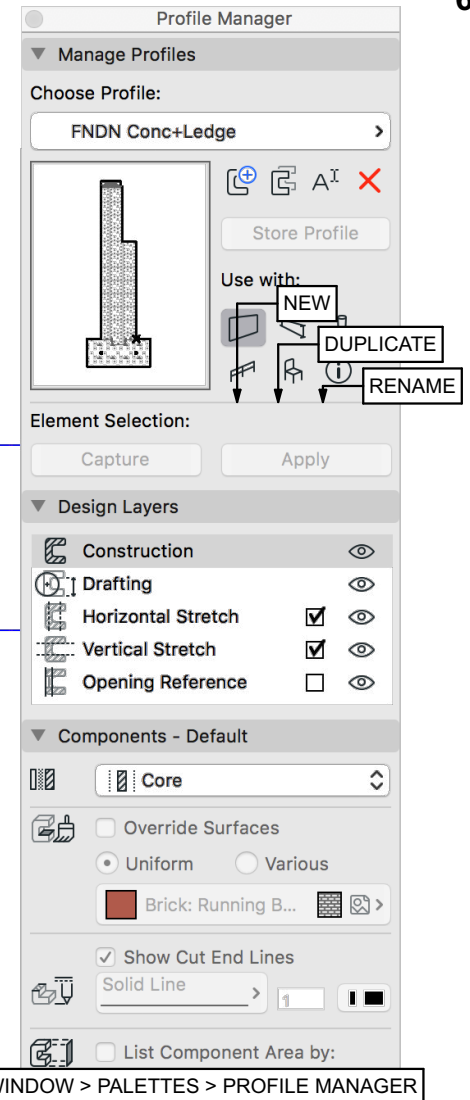 6
Profile Manager
Manage Profiles
Choose Profile:
FNDN Conc+Ledge
A
Store Profile
Use with:
NEW
DUPLICATE
RENAME
Element Selection:
Capture Apply
Design Layers
Construction
Drafting
Horizontal Stretch
Vertical Stretch
Opening Reference
Components - Default
Core
Override Surfaces
Uniform Various
Brick: Running B...
Show Cut End Lines
Solid Line 1
List Component Area by:
WINDOW > PALETTES > PROFILE MANAGER